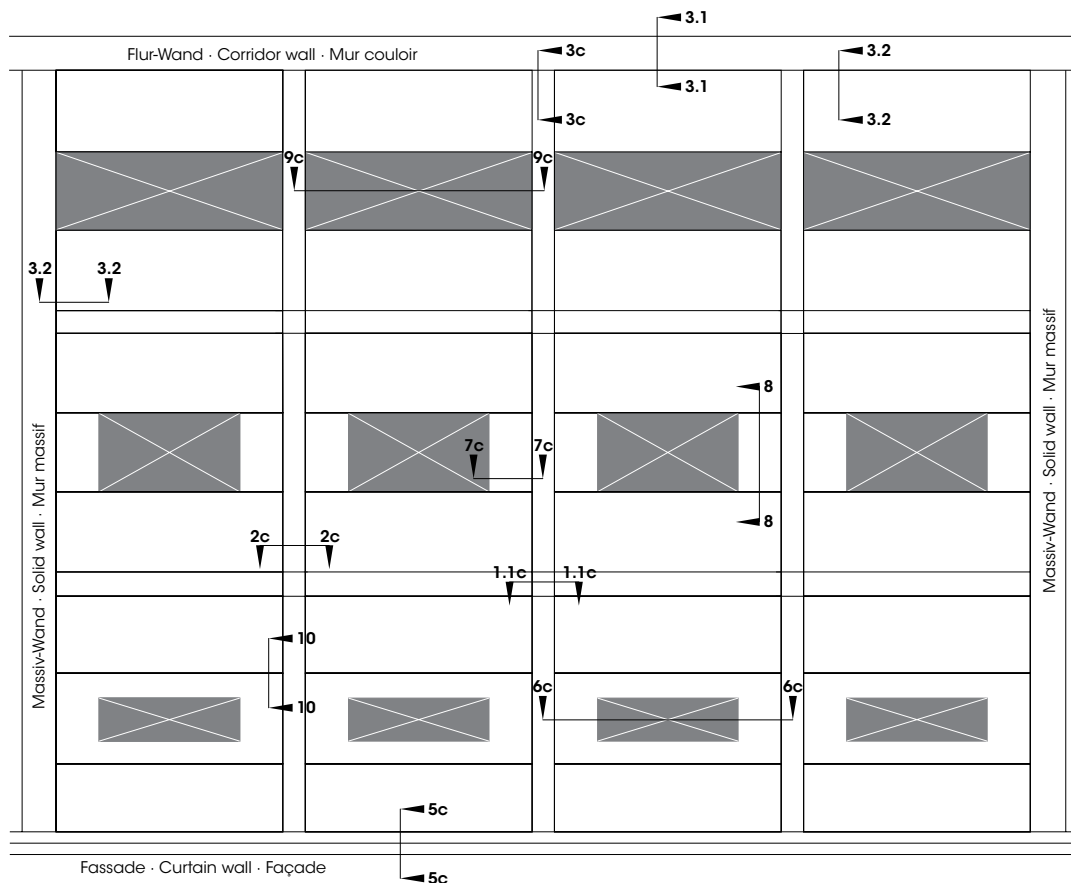 3.1
Flur-Wand · Corridor wall · Mur couloir
3c
3.2
3.1
3c
3.2
9c 9c
3.2 3.2
Massiv-Wand · Solid wall · Mur massif
Massiv-Wand · Solid wall · Mur massif
8
7c 7c
8
2c 2c
1.1c 1.1c
10
6c 6c
10
5c
Fassade · Curtain wall · Façade
5c